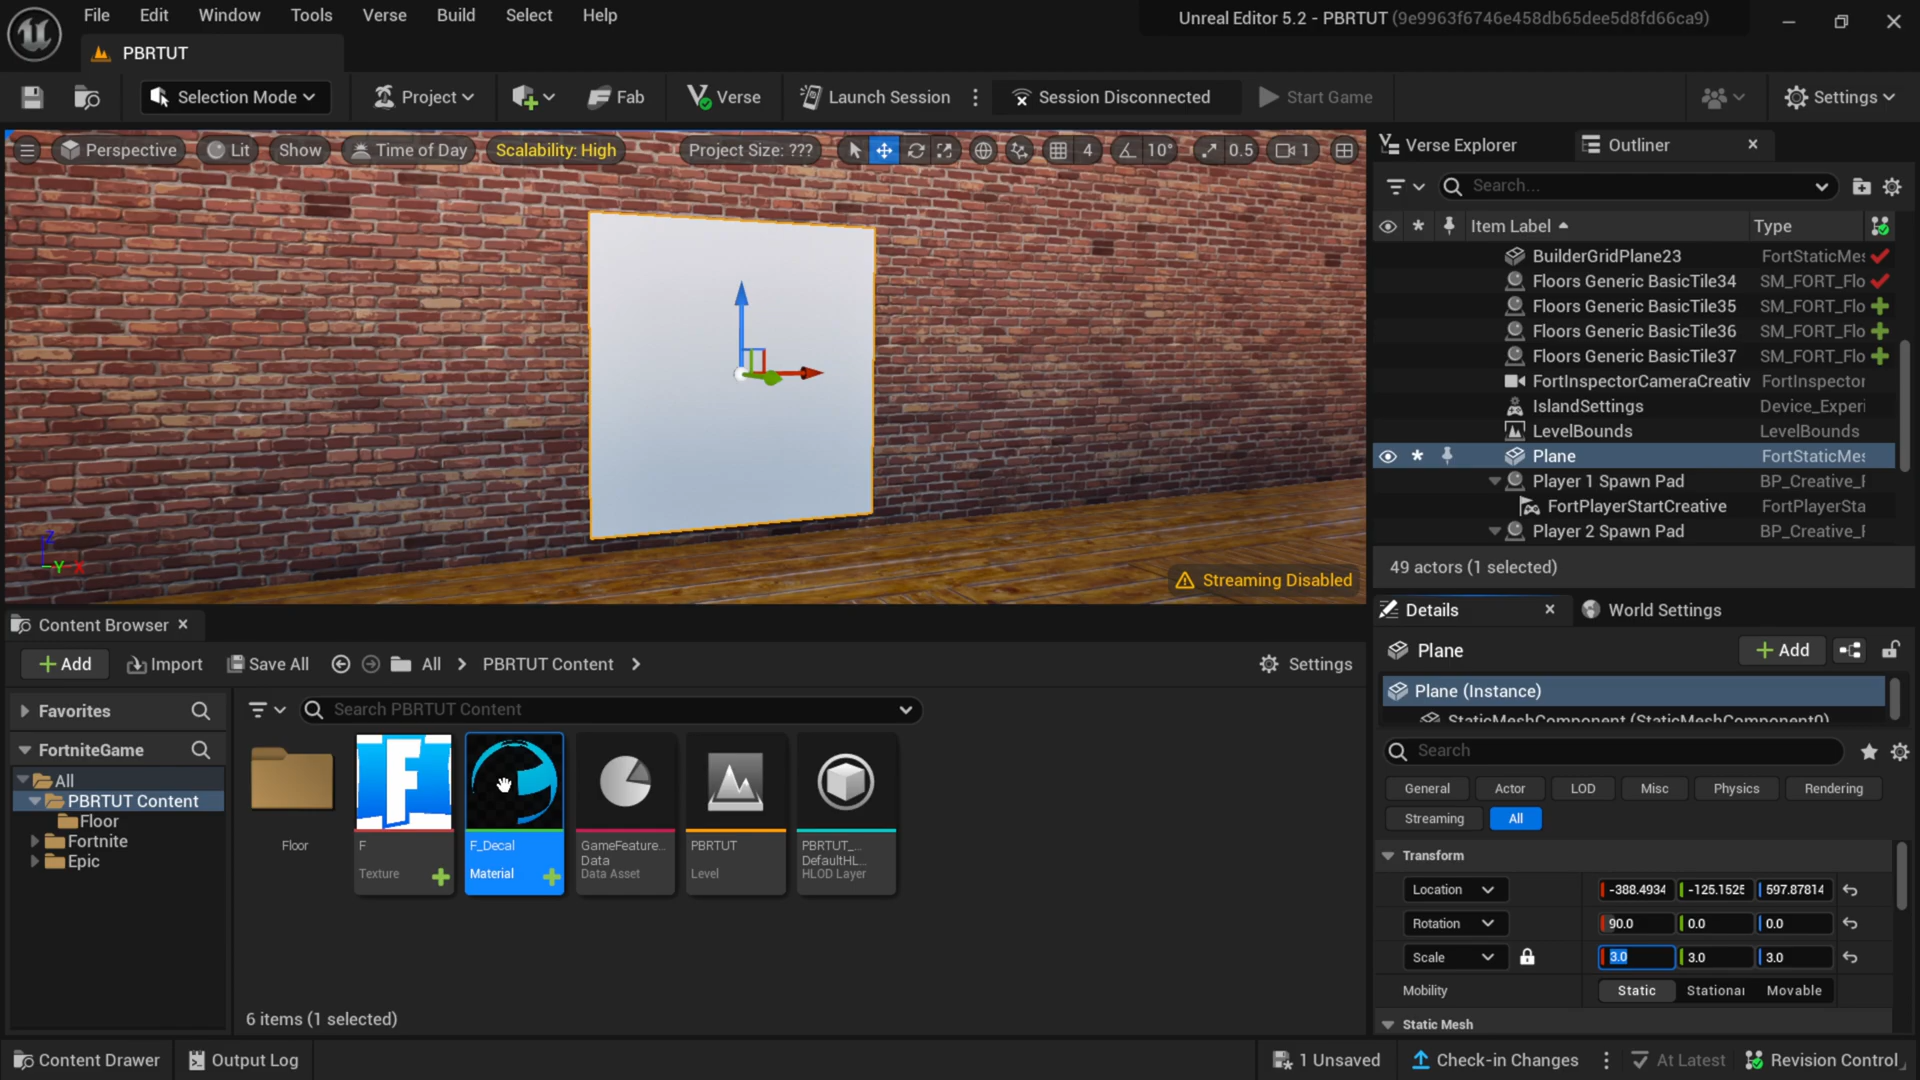 File Edit Window Tools Verse Build Select Help
Unreal Editor 5.2 - PBRTUT (9e9963f6746e458db65dee5d8fd66ca9)
PBRTUT
Selection Mode
Project
Fab
Verse
Launch Session
Session Disconnected
Start Game
Settings
Perspective
Lit
Show
Time of Day
Scalability: High
Project Size: ???
4
10°
0.5
1
Z
Y
X
Streaming Disabled
Verse Explorer
Outliner
Search...
Item Label
Type
BuilderGridPlane23 FortStaticMes
Floors Generic BasicTile34 SM_FORT_Flo
Floors Generic BasicTile35 SM_FORT_Flo
Floors Generic BasicTile36 SM_FORT_Flo
Floors Generic BasicTile37 SM_FORT_Flo
FortInspectorCameraCreativ FortInspector
IslandSettings Device_Experi
LevelBounds LevelBounds
Plane FortStaticMes
Player 1 Spawn Pad BP_Creative_F
FortPlayerStartCreative FortPlayerSta
Player 2 Spawn Pad BP_Creative_F
49 actors (1 selected)
Details
World Settings
Plane
Add
Plane (Instance)
StaticMeshComponent (StaticMeshComponent0)
Search
General
Actor
LOD
Misc
Physics
Rendering
Streaming
All
Transform
Location -388.4934 -125.1525 597.87814
Rotation 90.0 0.0 0.0
Scale 3.0 3.0 3.0
Mobility Static Stationar Movable
Static Mesh
Content Browser
Add
Import
Save All
All
PBRTUT Content
Settings
Favorites
FortniteGame
All
PBRTUT Content
Floor
Fortnite
Epic
Search PBRTUT Content
Floor
F
F
Texture
F_Decal
Material
GameFeature...
Data
Data Asset
PBRTUT
Level
PBRTUT_...
DefaultHL...
HLOD Layer
6 items (1 selected)
Content Drawer
Output Log
1 Unsaved
Check-in Changes
At Latest
Revision Control